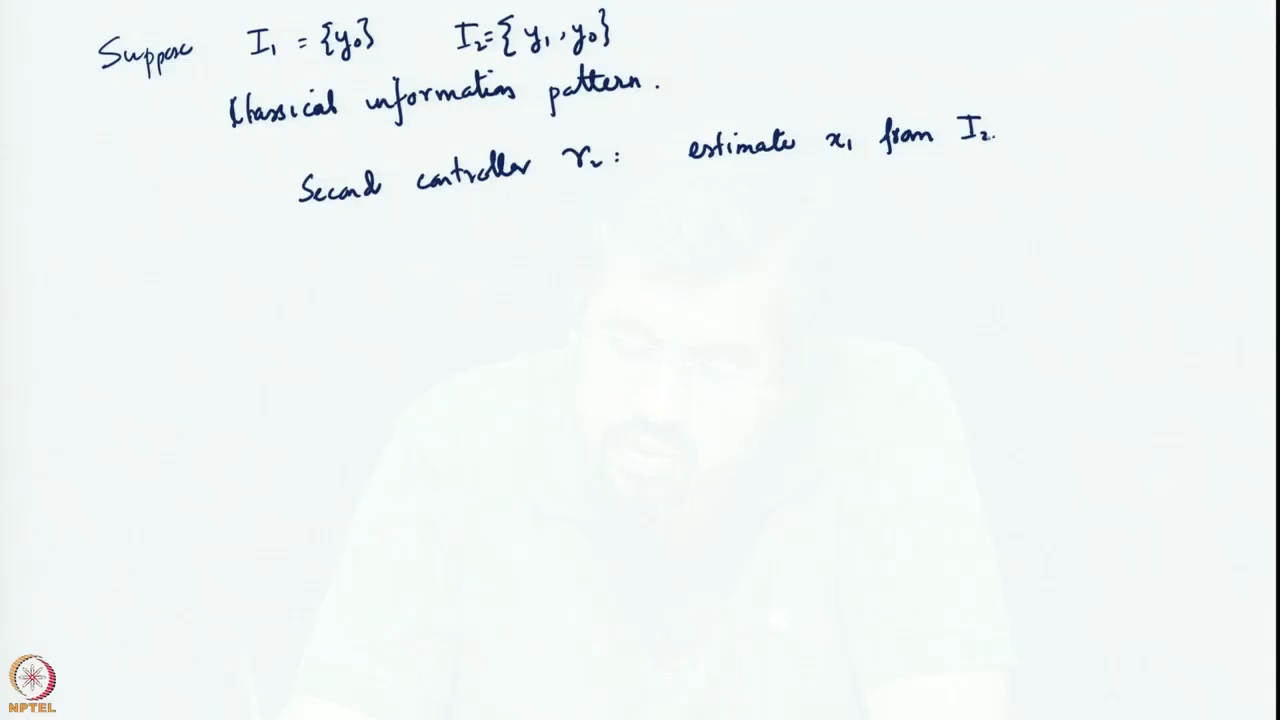 Suppose I₁ = {y₀} I₂ = {y₁, y₀}
Classical information pattern.
Second controller γ₂ : estimate x₁ from I₂.
NPTEL